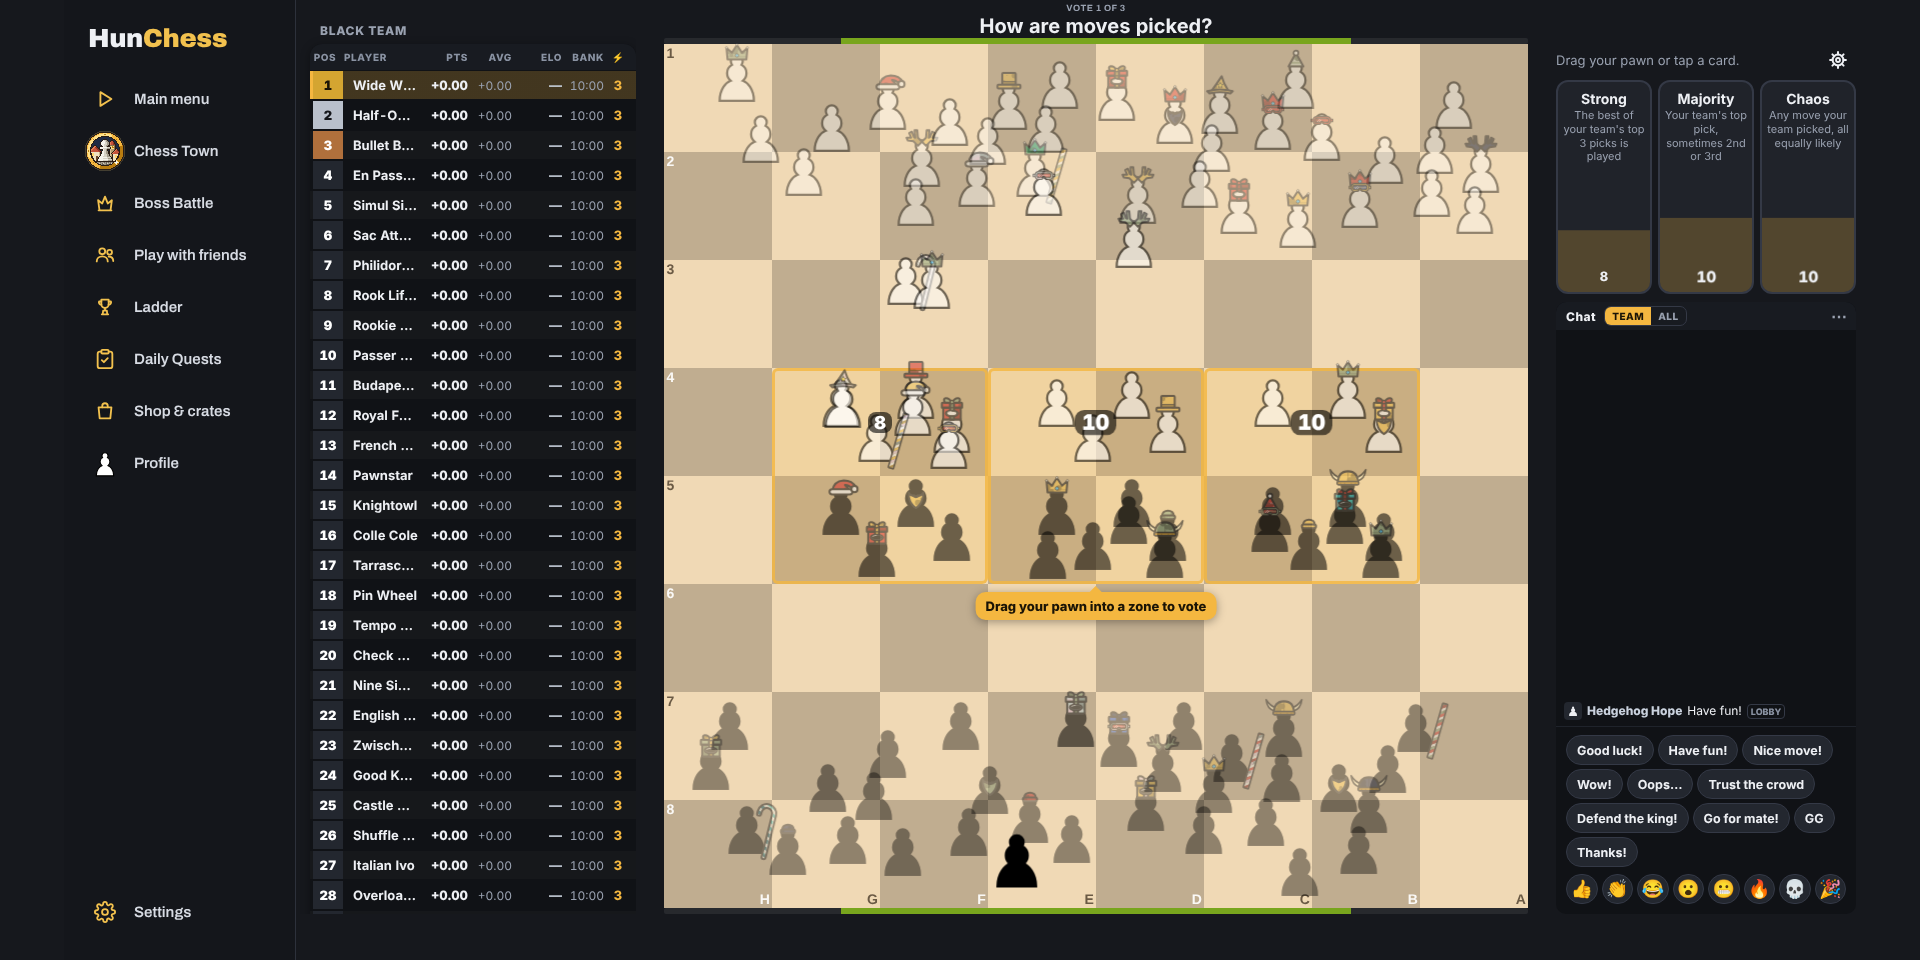 HunChess
Main menu
Chess Town
Boss Battle
Play with friends
Ladder
Daily Quests
Shop & crates
Profile
Settings
BLACK TEAM
POS PLAYER PTS AVG ELO BANK ⚡
1 Wide W... +0.00 +0.00 — 10:00 3
2 Half-O... +0.00 +0.00 — 10:00 3
3 Bullet B... +0.00 +0.00 — 10:00 3
4 En Pass... +0.00 +0.00 — 10:00 3
5 Simul Si... +0.00 +0.00 — 10:00 3
6 Sac Att... +0.00 +0.00 — 10:00 3
7 Philidor... +0.00 +0.00 — 10:00 3
8 Rook Lif... +0.00 +0.00 — 10:00 3
9 Rookie ... +0.00 +0.00 — 10:00 3
10 Passer ... +0.00 +0.00 — 10:00 3
11 Budape... +0.00 +0.00 — 10:00 3
12 Royal F... +0.00 +0.00 — 10:00 3
13 French ... +0.00 +0.00 — 10:00 3
14 Pawnstar +0.00 +0.00 — 10:00 3
15 Knightowl +0.00 +0.00 — 10:00 3
16 Colle Cole +0.00 +0.00 — 10:00 3
17 Tarrasc... +0.00 +0.00 — 10:00 3
18 Pin Wheel +0.00 +0.00 — 10:00 3
19 Tempo ... +0.00 +0.00 — 10:00 3
20 Check ... +0.00 +0.00 — 10:00 3
21 Nine Si... +0.00 +0.00 — 10:00 3
22 English ... +0.00 +0.00 — 10:00 3
23 Zwisch... +0.00 +0.00 — 10:00 3
24 Good K... +0.00 +0.00 — 10:00 3
25 Castle ... +0.00 +0.00 — 10:00 3
26 Shuffle ... +0.00 +0.00 — 10:00 3
27 Italian Ivo +0.00 +0.00 — 10:00 3
28 Overloa... +0.00 +0.00 — 10:00 3
VOTE 1 OF 3
How are moves picked?
1
2
3
4
8 10 10
5
6
Drag your pawn into a zone to vote
7
8
H G F E D C B A
Drag your pawn or tap a card.
Strong
The best of
your team's top
3 picks is
played
8
Majority
Your team's top
pick,
sometimes 2nd
or 3rd
10
Chaos
Any move your
team picked, all
equally likely
10
Chat TEAM ALL ...
Hedgehog Hope Have fun! LOBBY
Good luck! Have fun! Nice move!
Wow! Oops... Trust the crowd
Defend the king! Go for mate! GG
Thanks!